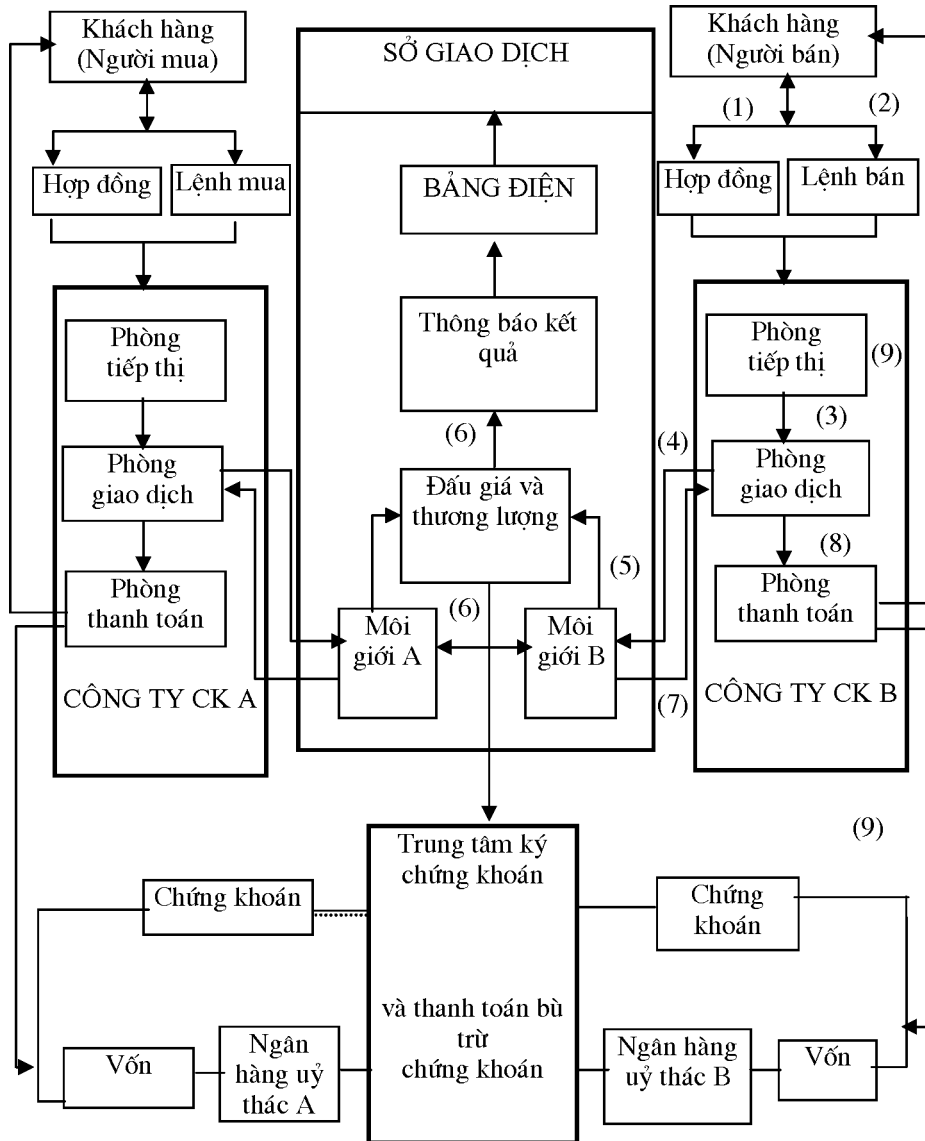 Khách hàng
(Người mua)
Hợp đồng
Lệnh mua
Phòng
tiếp thị
Phòng
giao dịch
Phòng
thanh toán
CÔNG TY CK A
SỞ GIAO DỊCH
BẢNG ĐIỆN
Thông báo kết
quả
(6)
Đấu giá và
thương lượng
(5)
(6)
Môi
giới A
Môi
giới B
Khách hàng
(Người bán)
(1)
(2)
Hợp đồng
Lệnh bán
Phòng
tiếp thị
(9)
(3)
(4)
Phòng
giao dịch
(8)
Phòng
thanh toán
(7)
CÔNG TY CK B
(9)
Trung tâm ký
chứng khoán
và thanh toán bù
trừ
chứng khoán
Chứng khoán
Vốn
Ngân
hàng uỷ
thác A
Chứng
khoán
Ngân hàng
uỷ thác B
Vốn